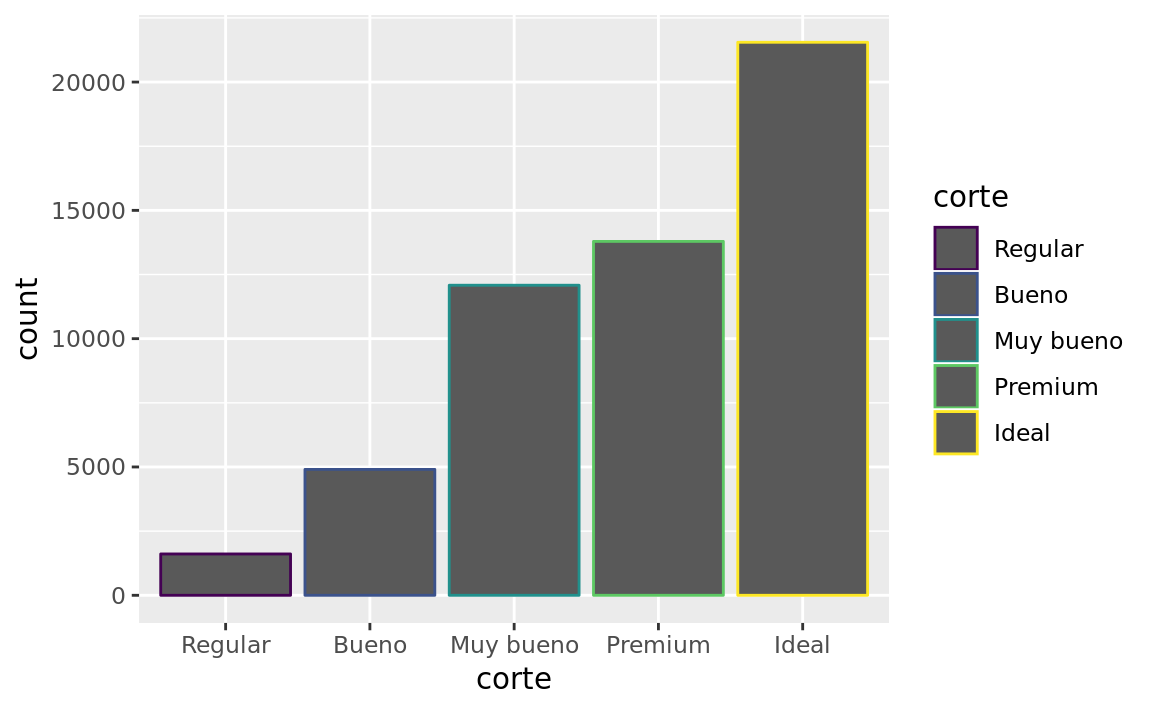 20000
15000
10000
5000
0
count
Regular
Bueno
Muy bueno
Premium
Ideal
corte
corte
Regular
Bueno
Muy bueno
Premium
Ideal